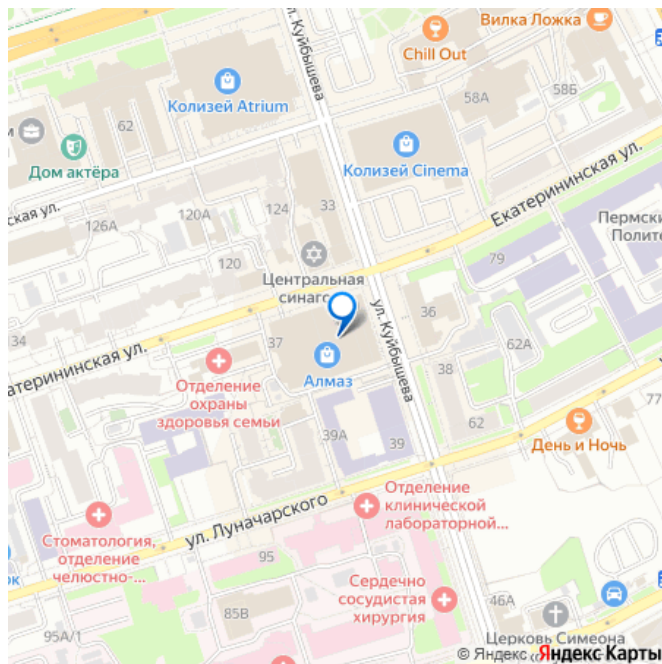 Вилка Ложка
Chill Out
ул. Куйбышева
Колизей Atrium
58А
58Б
62
Дом актёра
Колизей Cinema
Екатерининская ул.
ская ул.
126А
120А
124
33
Пермски
Полите
Центральная
синаго
79
120
34
ул. Куйбышева
36
37
62А
атерининская ул.
Алмаз
Отделение
охраны
здоровья семьи
38
77
62
39А
39
День и Ночь
ул. Луначарского
Отделение
клинической
лабораторной...
Стоматология,
отделение
челюстно-...
95
ок
Сердечно
сосудистая
хирургия
85В
46А
95А/1
Церковь Симеона
© Яндекс
Яндекс Карты